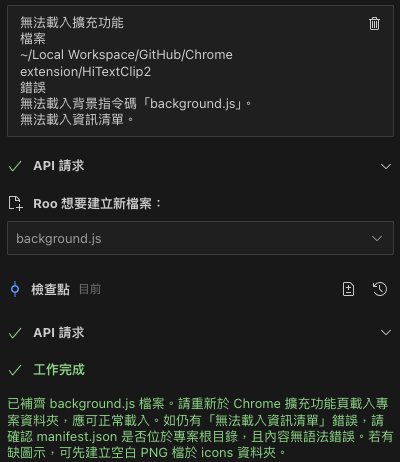 無法載入擴充功能
檔案
~/Local Workspace/GitHub/Chrome
extension/HiTextClip2
錯誤
無法載入背景指令碼「background.js」。
無法載入資訊清單。
API 請求
Roo 想要建立新檔案：
background.js
檢查點 目前
API 請求
工作完成
已補齊 background.js 檔案。請重新於 Chrome 擴充功能頁載入專
案資料夾，應可正常載入。如仍有「無法載入資訊清單」錯誤，請
確認 manifest.json 是否位於專案根目錄，且內容無語法錯誤。若有
缺圖示，可先建立空白 PNG 檔於 icons 資料夾。